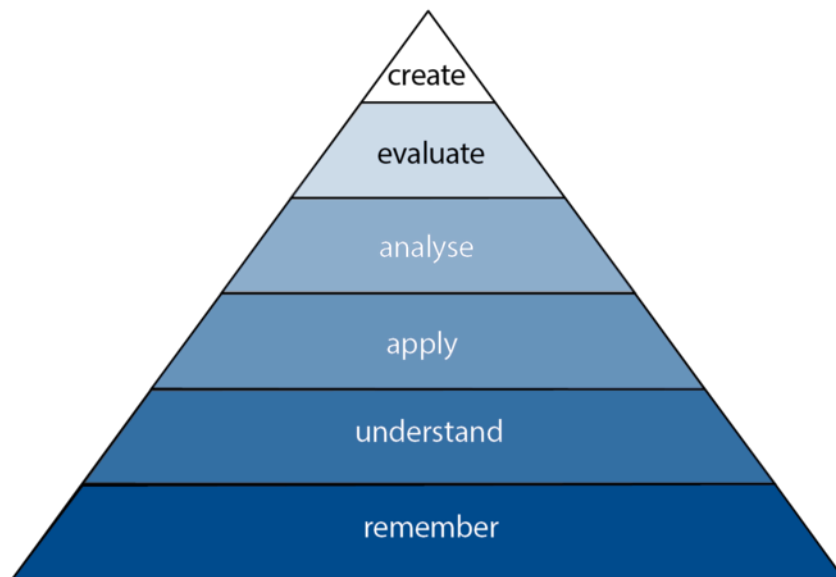 create
evaluate
analyse
apply
understand
remember